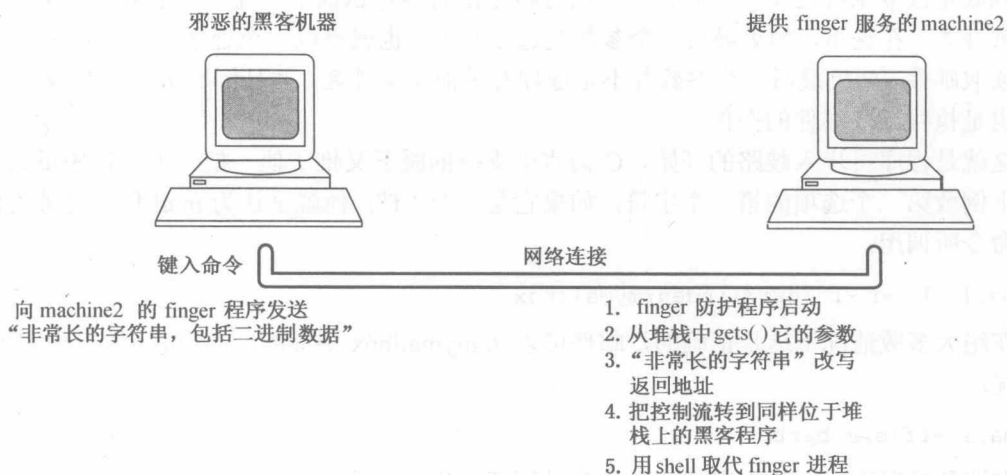 邪恶的黑客机器
提供 finger 服务的machine2
键入命令
网络连接
向 machine2 的 finger 程序发送
“非常长的字符串，包括二进制数据”
1. finger 防护程序启动
2. 从堆栈中gets( )它的参数
3. “非常长的字符串”改写
返回地址
4. 把控制流转到同样位于堆
栈上的黑客程序
5. 用 shell 取代 finger 进程